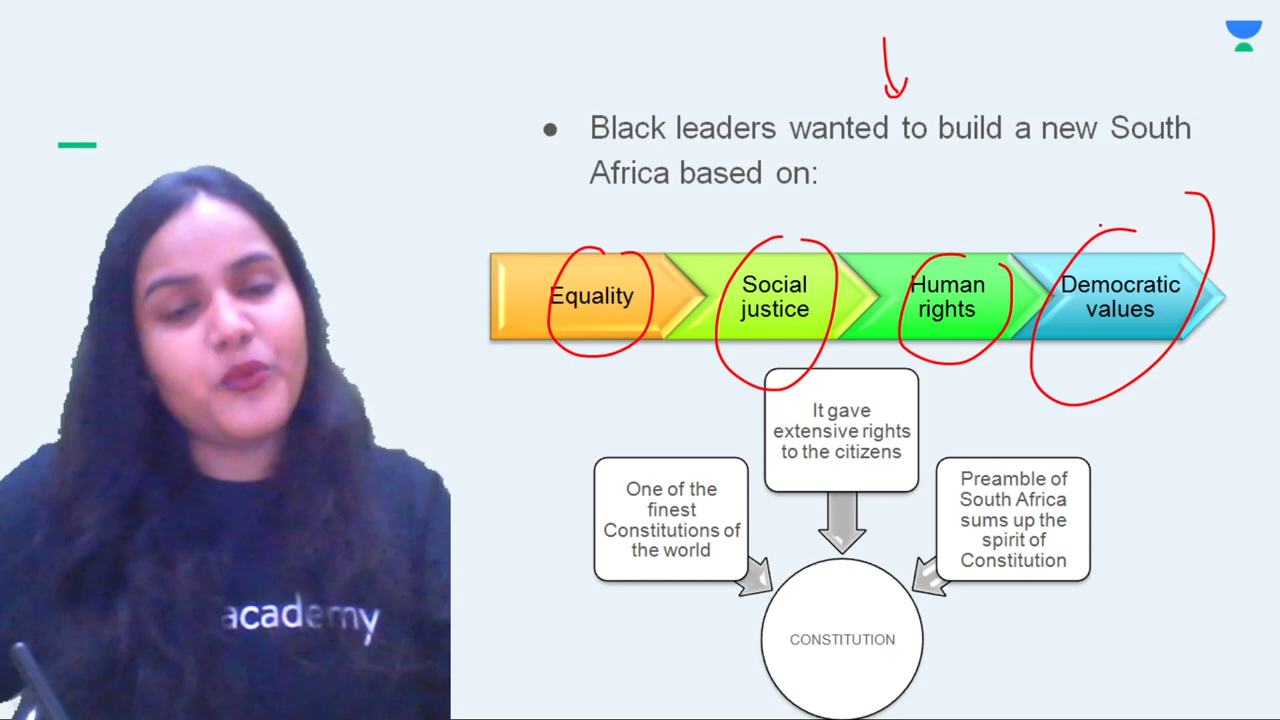 ● Black leaders wanted to build a new South
Africa based on:
Equality
Social
justice
Human
rights
Democratic
values
It gave
extensive rights
to the citizens
One of the
finest
Constitutions of
the world
Preamble of
South Africa
sums up the
spirit of
Constitution
CONSTITUTION
academy